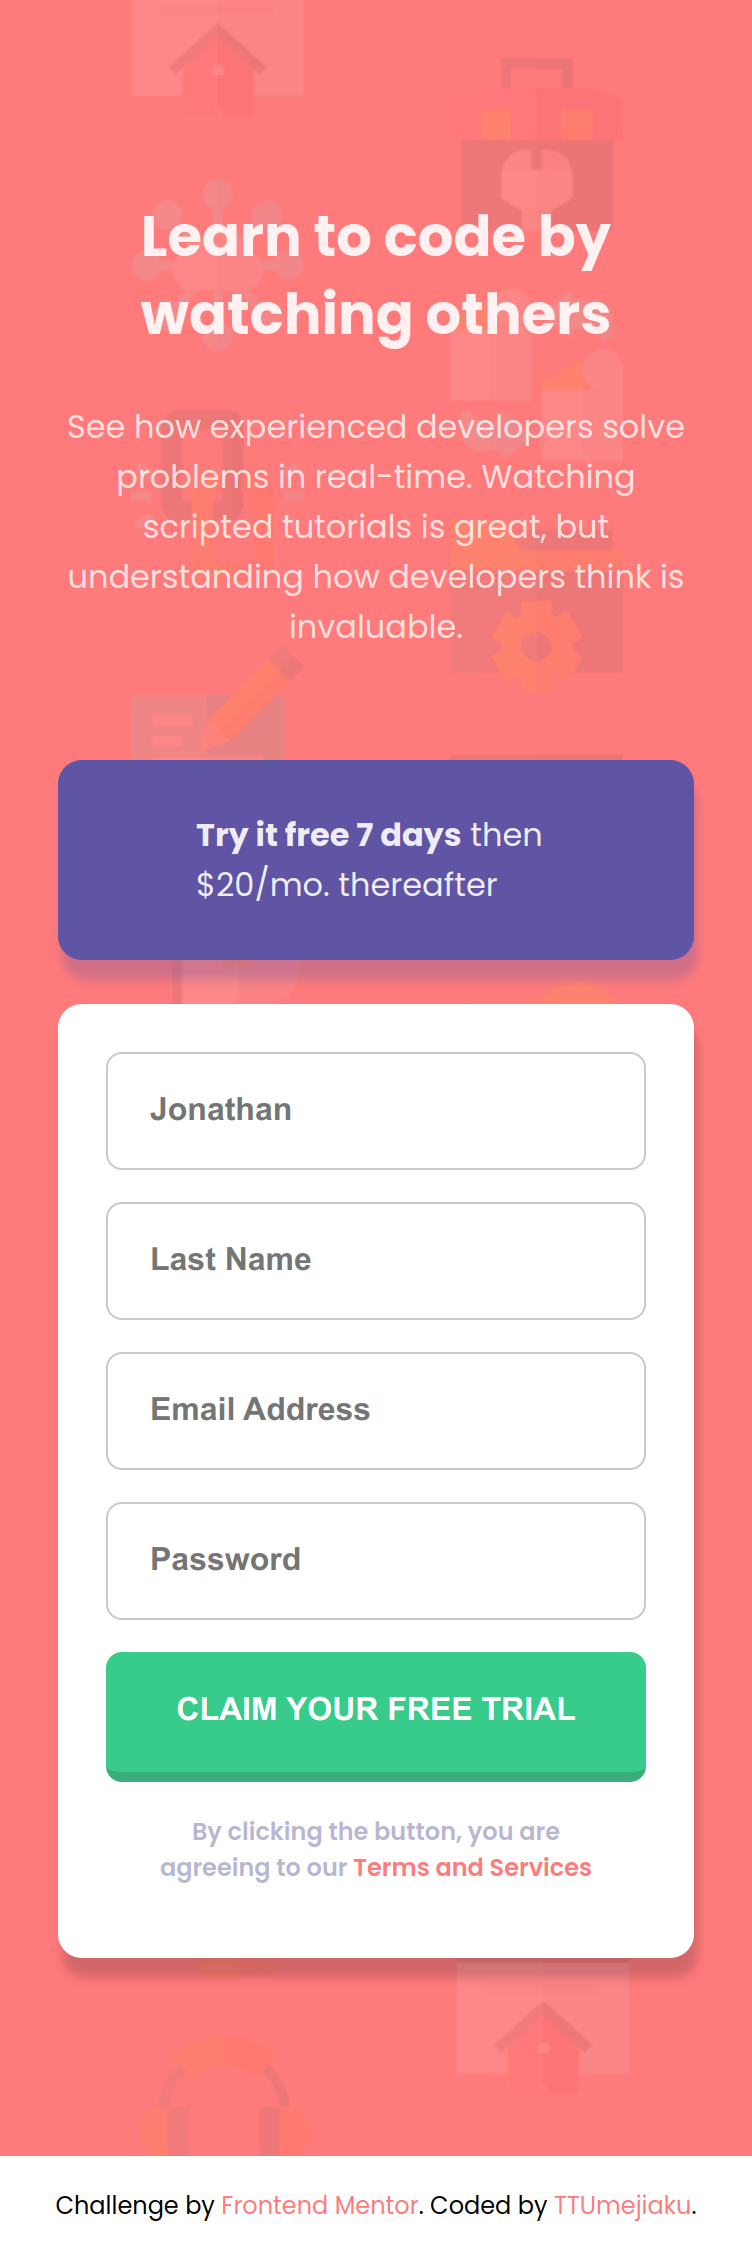 Learn to code by
watching others
See how experienced developers solve
problems in real-time. Watching
scripted tutorials is great, but
understanding how developers think is
invaluable.
Try it free 7 days then
$20/mo. thereafter
Jonathan
Last Name
Email Address
Password
CLAIM YOUR FREE TRIAL
By clicking the button, you are
agreeing to our Terms and Services
Challenge by Frontend Mentor. Coded by TTUmejiaku.